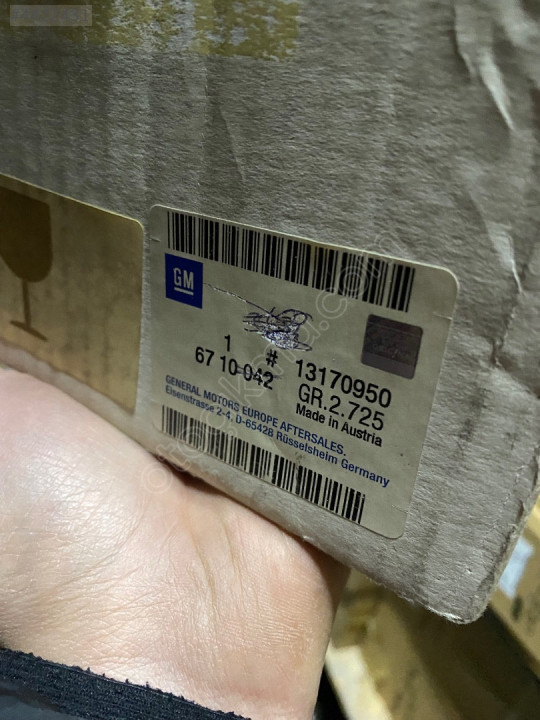 GM
1 # 13170950
67 10-042 GR.2.725
Made in Austria
GENERAL MOTORS EUROPE AFTERSALES.
Eisenstrasse 2-4, D-65428 Rüsselsheim Germany